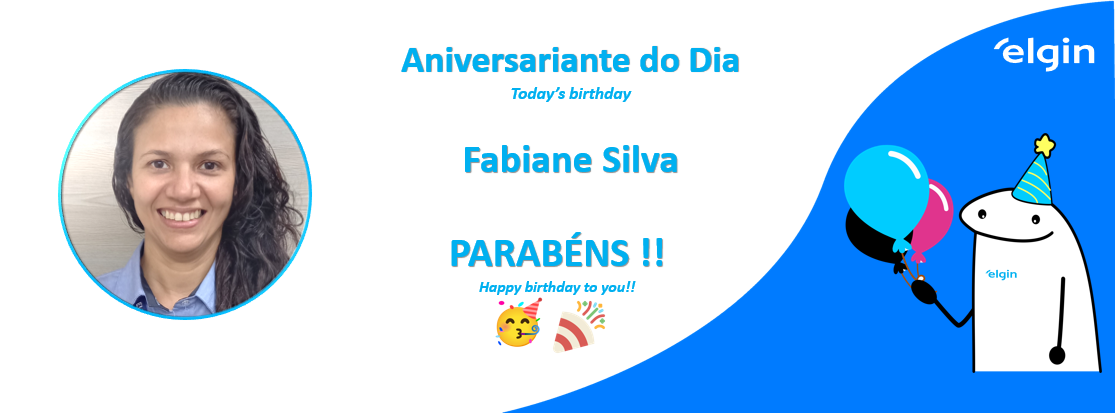 Aniversariante do Dia
Today's birthday
Fabiane Silva
PARABÉNS !!
Happy birthday to you!!
elgin
elgin